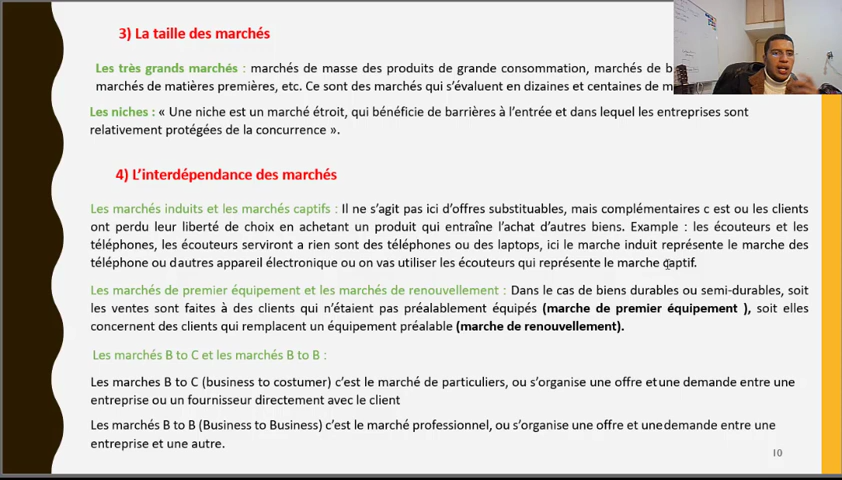 3) La taille des marchés
Les très grands marchés : marchés de masse des produits de grande consommation, marchés de b
marchés de matières premières, etc. Ce sont des marchés qui s'évaluent en dizaines et centaines de m
Les niches : « Une niche est un marché étroit, qui bénéficie de barrières à l'entrée et dans lequel les entreprises sont
relativement protégées de la concurrence ».
4) L'interdépendance des marchés
Les marchés induits et les marchés captifs : Il ne s'agit pas ici d'offres substituables, mais complémentaires c est ou les clients
ont perdu leur liberté de choix en achetant un produit qui entraîne l'achat d'autres biens. Example : les écouteurs et les
téléphones, les écouteurs serviront a rien sont des téléphones ou des laptops, ici le marche induit représente le marche des
téléphone ou dautres appareil électronique ou on vas utiliser les écouteurs qui représente le marche captif.
Les marchés de premier équipement et les marchés de renouvellement : Dans le cas de biens durables ou semi-durables, soit
les ventes sont faites à des clients qui n'étaient pas préalablement équipés (marche de premier équipement ), soit elles
concernent des clients qui remplacent un équipement préalable (marche de renouvellement).
Les marchés B to C et les marchés B to B :
Les marches B to C (business to costumer) c'est le marché de particuliers, ou s'organise une offre et une demande entre une
entreprise ou un fournisseur directement avec le client
Les marchés B to B (Business to Business) c'est le marché professionnel, ou s'organise une offre et une demande entre une
entreprise et une autre.
10